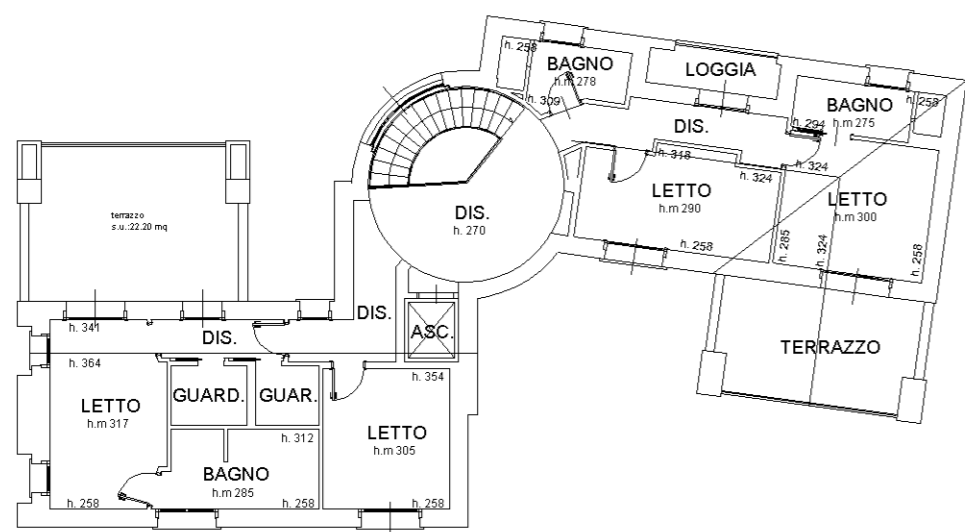 h. 258
BAGNO
h.m 278
h. 309
LOGGIA
BAGNO
h.m 275
h. 258
h. 294
DIS.
h. 318
h. 324
h. 324
LETTO
h.m 290
h. 258
LETTO
h.m 300
h. 285
h. 324
h. 258
TERRAZZO
DIS.
h. 270
terrazzo
s.u.:22.20 mq
DIS.
ASC.
h. 341
DIS.
h. 364
h. 354
GUARD.
GUAR.
LETTO
h.m 317
h. 312
LETTO
h.m 305
BAGNO
h.m 285
h. 258
h. 258
h. 258